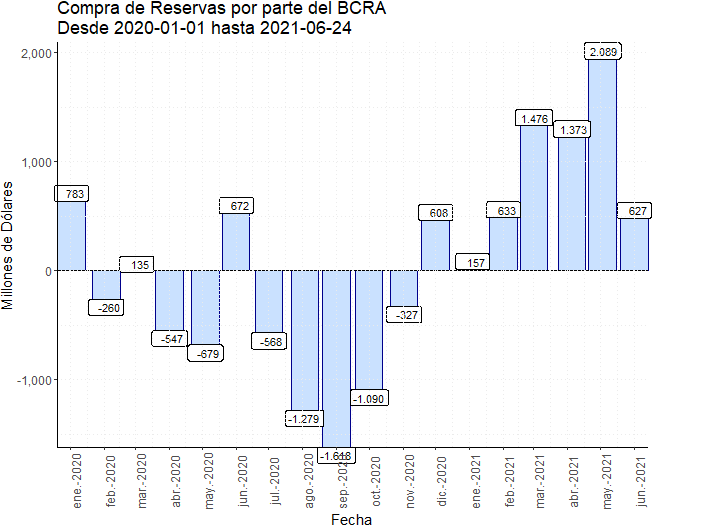 Compra de Reservas por parte del BCRA
Desde 2020-01-01 hasta 2021-06-24
Millones de Dólares
2,000
1,000
0
-1,000
783
-260
135
-547
-679
672
-568
-1.279
-1.618
-1.090
-327
608
157
633
1.476
1.373
2.089
627
ene.-2020
feb.-2020
mar.-2020
abr.-2020
may.-2020
jun.-2020
jul.-2020
ago.-2020
sep.-2020
oct.-2020
nov.-2020
dic.-2020
ene.-2021
feb.-2021
mar.-2021
abr.-2021
may.-2021
jun.-2021
Fecha